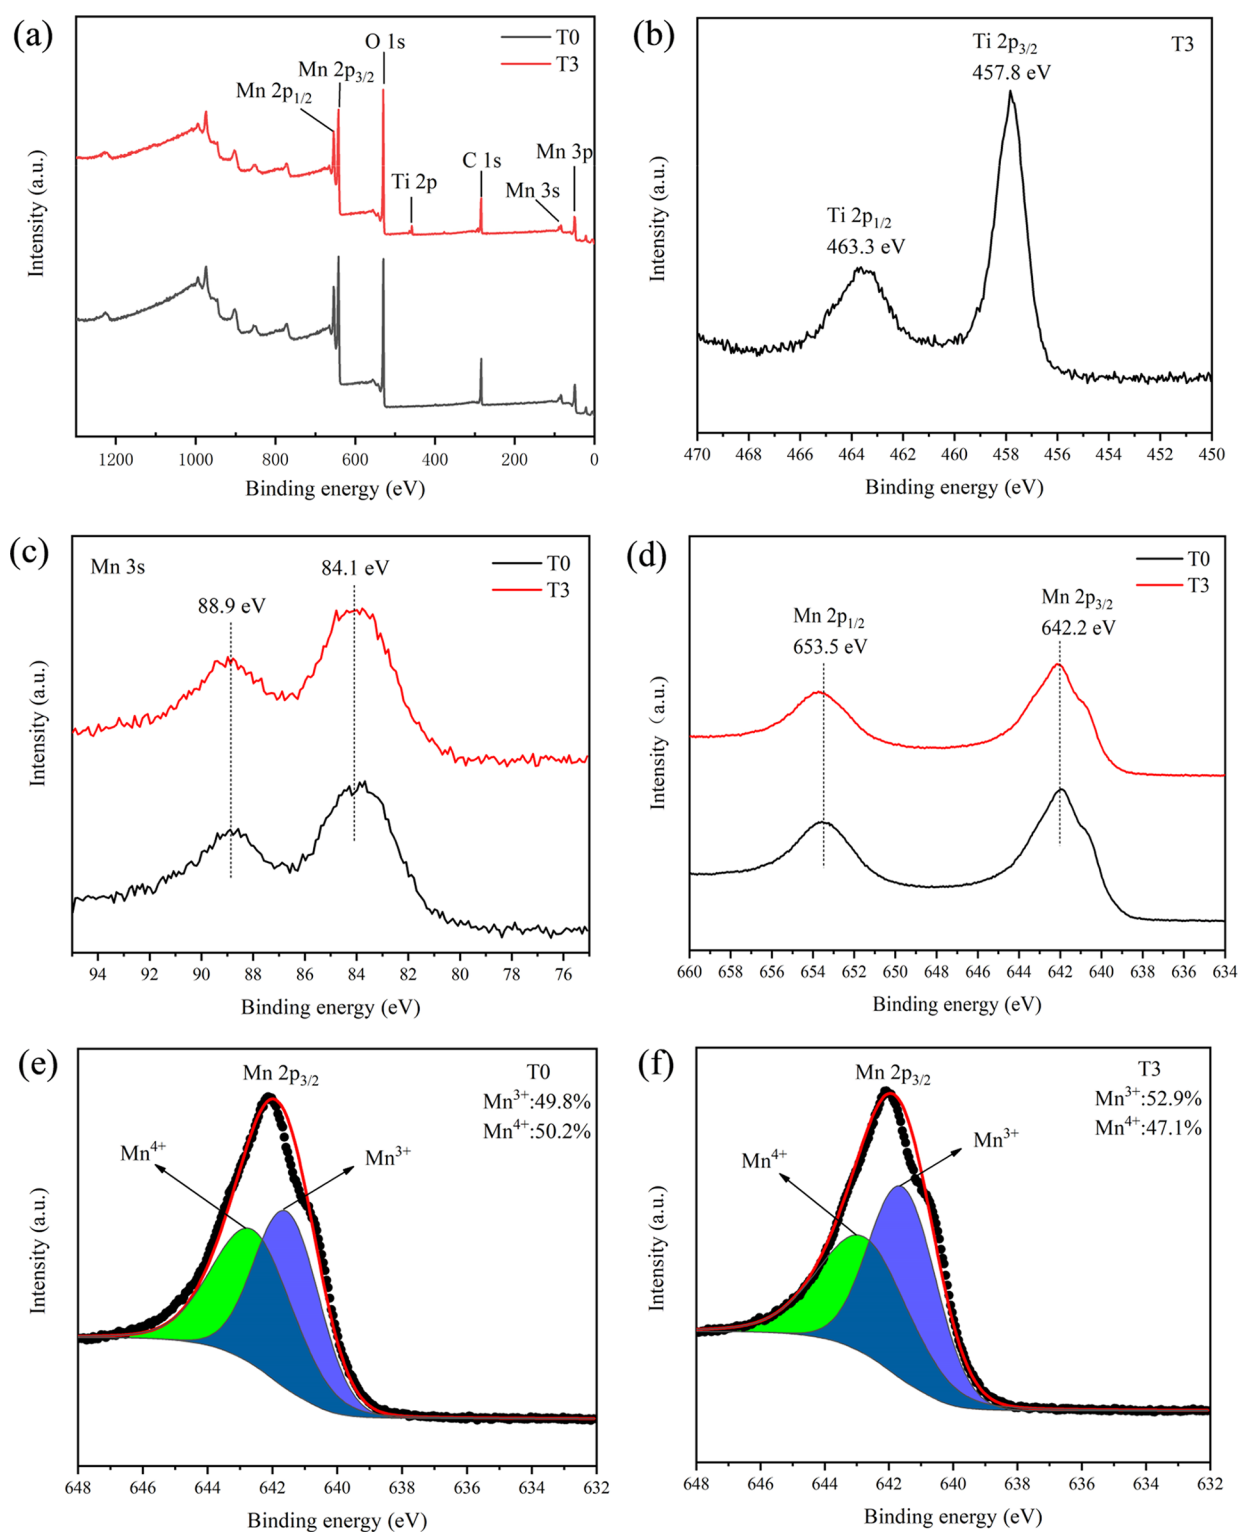 (a)
T0
T3
O 1s
Mn 2p3/2
Mn 2p1/2
Ti 2p
C 1s
Mn 3s
Mn 3p
Intensity (a.u.)
1200 1000 800 600 400 200 0
Binding energy (eV)
(b)
T3
Ti 2p3/2
457.8 eV
Ti 2p1/2
463.3 eV
Intensity (a.u.)
470 468 466 464 462 460 458 456 454 452 450
Binding energy (eV)
(c)
Mn 3s
T0
T3
84.1 eV
88.9 eV
Intensity (a.u.)
94 92 90 88 86 84 82 80 78 76
Binding energy (eV)
(d)
T0
T3
Mn 2p1/2
653.5 eV
Mn 2p3/2
642.2 eV
Intensity（a.u.)
660 658 656 654 652 650 648 646 644 642 640 638 636 634
Binding energy (eV)
(e)
Mn 2p3/2
T0
Mn3+:49.8%
Mn4+:50.2%
Mn4+
Mn3+
Intensity (a.u.)
648 646 644 642 640 638 636 634 632
Binding energy (eV)
(f)
Mn 2p3/2
T3
Mn3+:52.9%
Mn4+:47.1%
Mn4+
Mn3+
Intensity (a.u.)
648 646 644 642 640 638 636 634 632
Binding energy (eV)